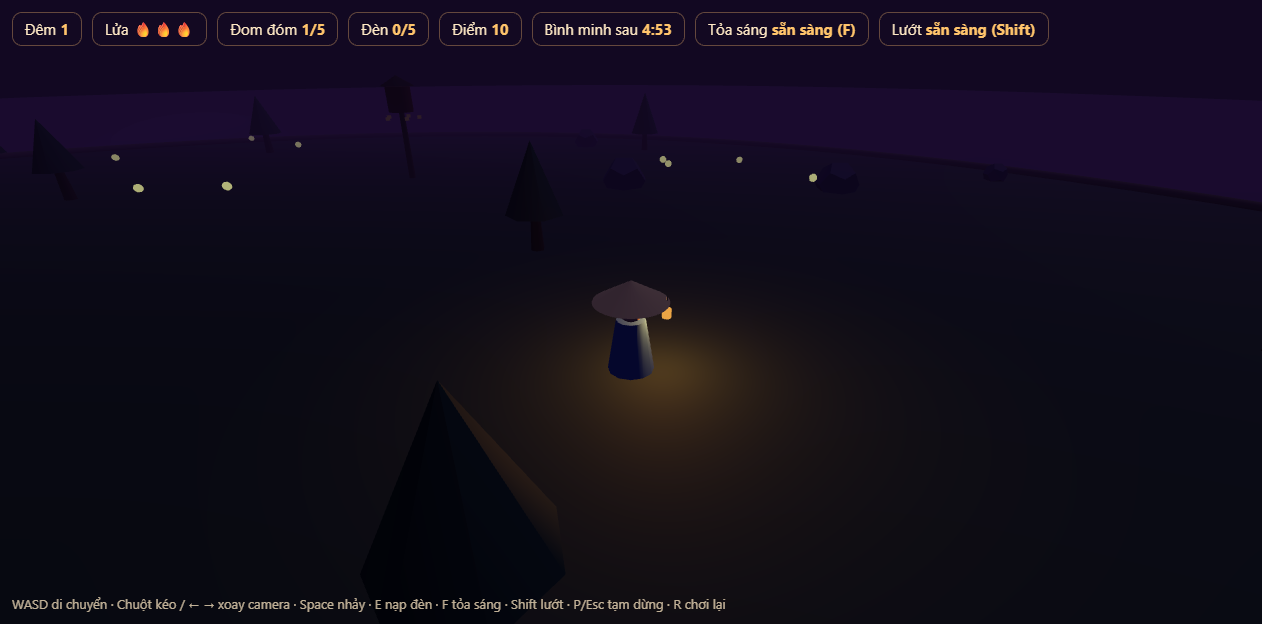 Đêm 1 Lửa 🔥 🔥 🔥 Đom đóm 1/5 Đèn 0/5 Điểm 10 Bình minh sau 4:53 Tỏa sáng sẵn sàng (F) Lướt sẵn sàng (Shift)
WASD di chuyển · Chuột kéo / ← → xoay camera · Space nhảy · E nạp đèn · F tỏa sáng · Shift lướt · P/Esc tạm dừng · R chơi lại